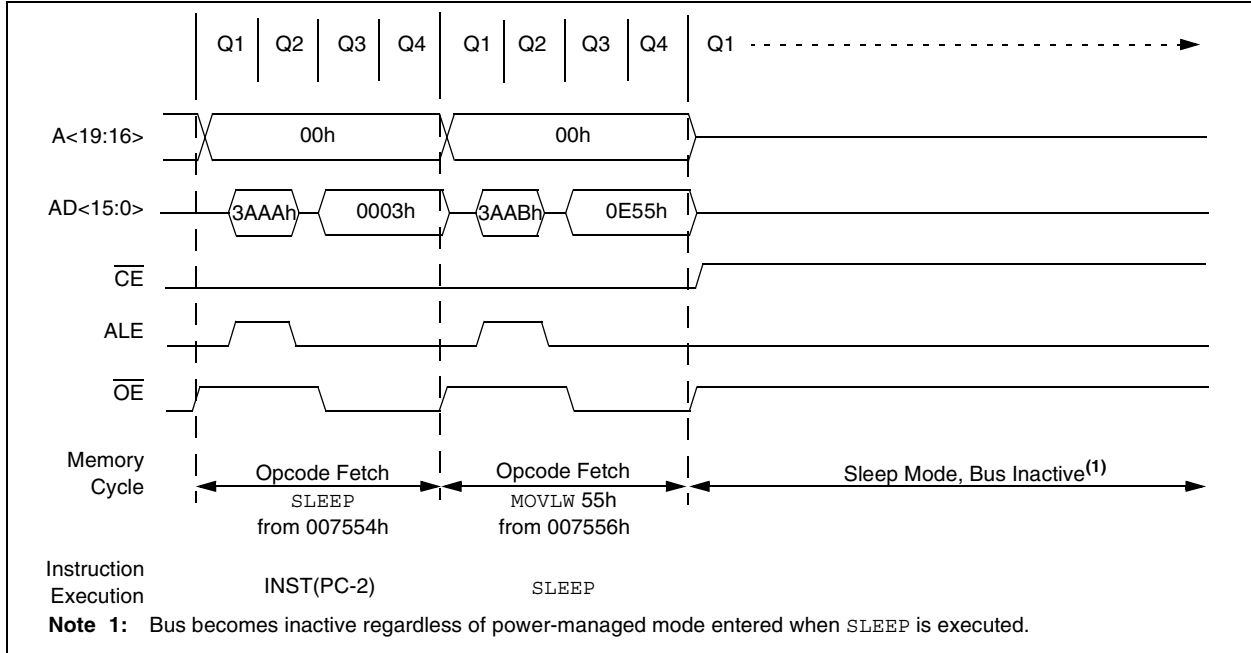 Q1 Q2 Q3 Q4 Q1 Q2 Q3 Q4 Q1
A<19:16> 00h 00h
AD<15:0> 3AAAh 0003h 3AABh 0E55h
CE
ALE
OE
Memory
Cycle
Opcode Fetch
SLEEP
from 007554h
Opcode Fetch
MOVLW 55h
from 007556h
Sleep Mode, Bus Inactive(1)
Instruction
Execution
INST(PC-2) SLEEP
Note 1: Bus becomes inactive regardless of power-managed mode entered when SLEEP is executed.